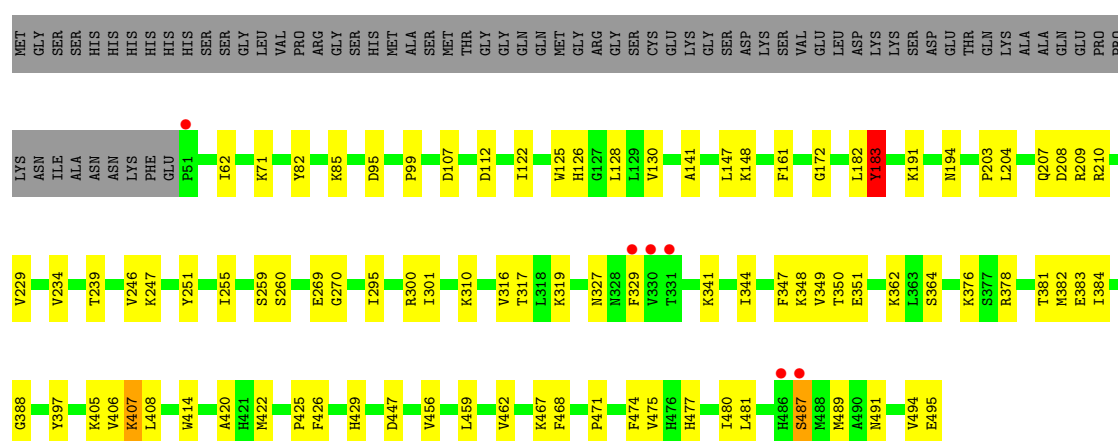 MET GLY SER SER HIS HIS HIS HIS HIS HIS SER SER GLY LEU VAL PRO ARG GLY SER HIS MET ALA SER MET THR GLY GLY GLN GLN MET GLY ARG GLY SER CYS GLU LYS GLY SER ASP LYS SER VAL GLU LEU ASP LYS LYS SER ASP GLU THR GLN LYS ALA ALA GLN GLU PRO PRO
LYS ASN ILE ALA ASN ASN LYS PHE GLU P51 I62 K71 Y82 K85 D95 P99 D107 D112 I122 W125 H126 G127 L128 L129 V130 A141 L147 K148 F161 G172 L182 Y183 K191 N194 P203 L204 Q207 D208 R209 R210
V229 V234 T239 V246 K247 Y251 I255 S259 S260 E269 G270 I295 R300 I301 K310 V316 T317 L318 K319 N327 N328 F329 V330 T331 K341 I344 F347 K348 V349 T350 E351 K362 L363 S364 K376 S377 R378 T381 M382 E383 I384
G388 Y397 K405 V406 K407 L408 W414 A420 H421 M422 P425 F426 H429 D447 V456 L459 V462 K467 F468 P471 F474 V475 H476 H477 I480 L481 H486 S487 M488 M489 A490 N491 V494 E495